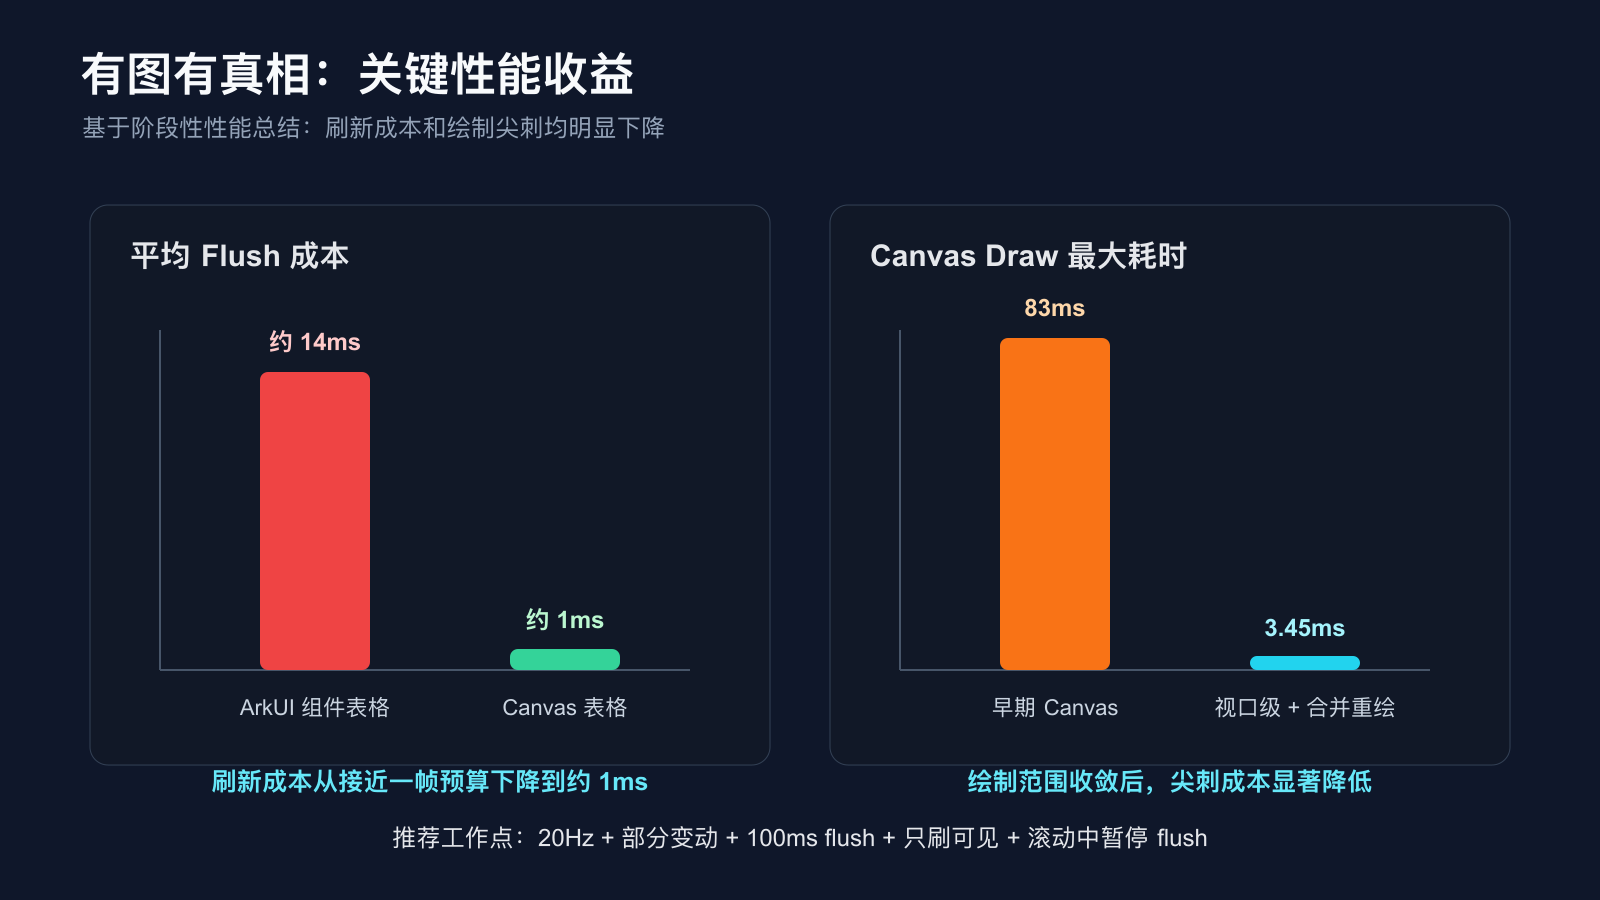 有图有真相：关键性能收益
基于阶段性性能总结：刷新成本和绘制尖刺均明显下降
平均 Flush 成本
约 14ms
约 1ms
ArkUI 组件表格
Canvas 表格
刷新成本从接近一帧预算下降到约 1ms
Canvas Draw 最大耗时
83ms
3.45ms
早期 Canvas
视口级 + 合并重绘
绘制范围收敛后，尖刺成本显著降低
推荐工作点：20Hz + 部分变动 + 100ms flush + 只刷可见 + 滚动中暂停 flush